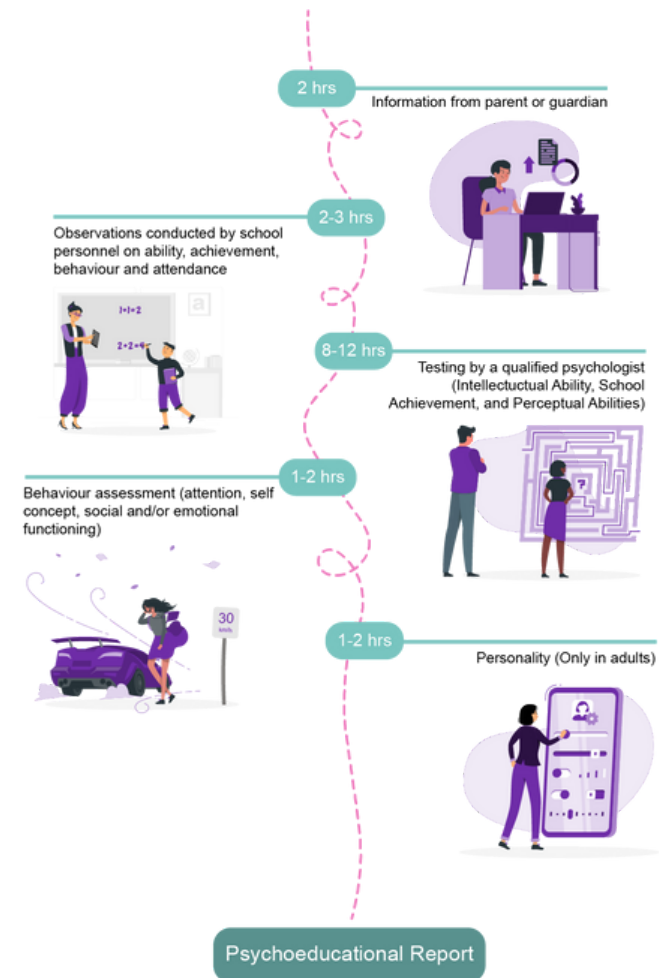 2 hrs
Information from parent or guardian
2-3 hrs
Observations conducted by school
personnel on ability, achievement,
behaviour and attendance
1+1=2
2+2=4
a
8-12 hrs
Testing by a qualified psychologist
(Intellectuctual Ability, School
Achievement, and Perceptual Abilities)
?
1-2 hrs
Behaviour assessment (attention, self
concept, social and/or emotional
functioning)
30
1-2 hrs
Personality (Only in adults)
Psychoeducational Report